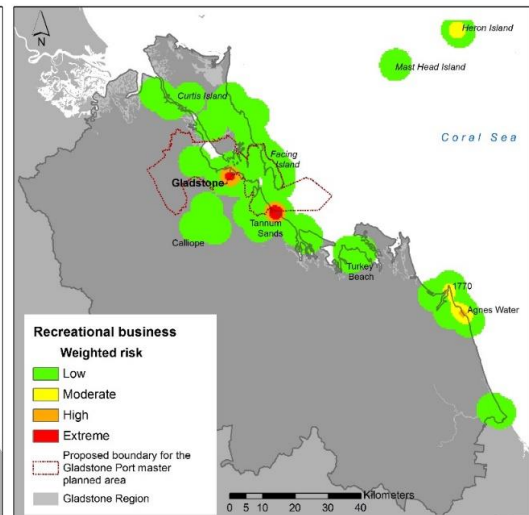 N
Heron Island
Mast Head Island
Curtis Island
Coral Sea
Facing
Island
Gladstone
Tannum
Sands
Calliope
Turkey
Beach
1770
Agnes Water
Recreational business
Weighted risk
Low
Moderate
High
Extreme
Proposed boundary for the
Gladstone Port master
planned area
Gladstone Region
Kilometers
0 5 10 20 30 40